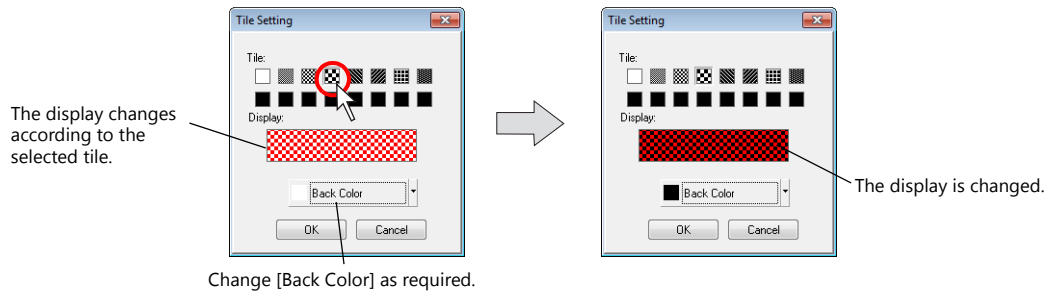 Tile Setting
Tile:
Display:
Back Color
OK Cancel
The display changes
according to the
selected tile.
Change [Back Color] as required.
Tile Setting
Tile:
Display:
Back Color
OK Cancel
The display is changed.